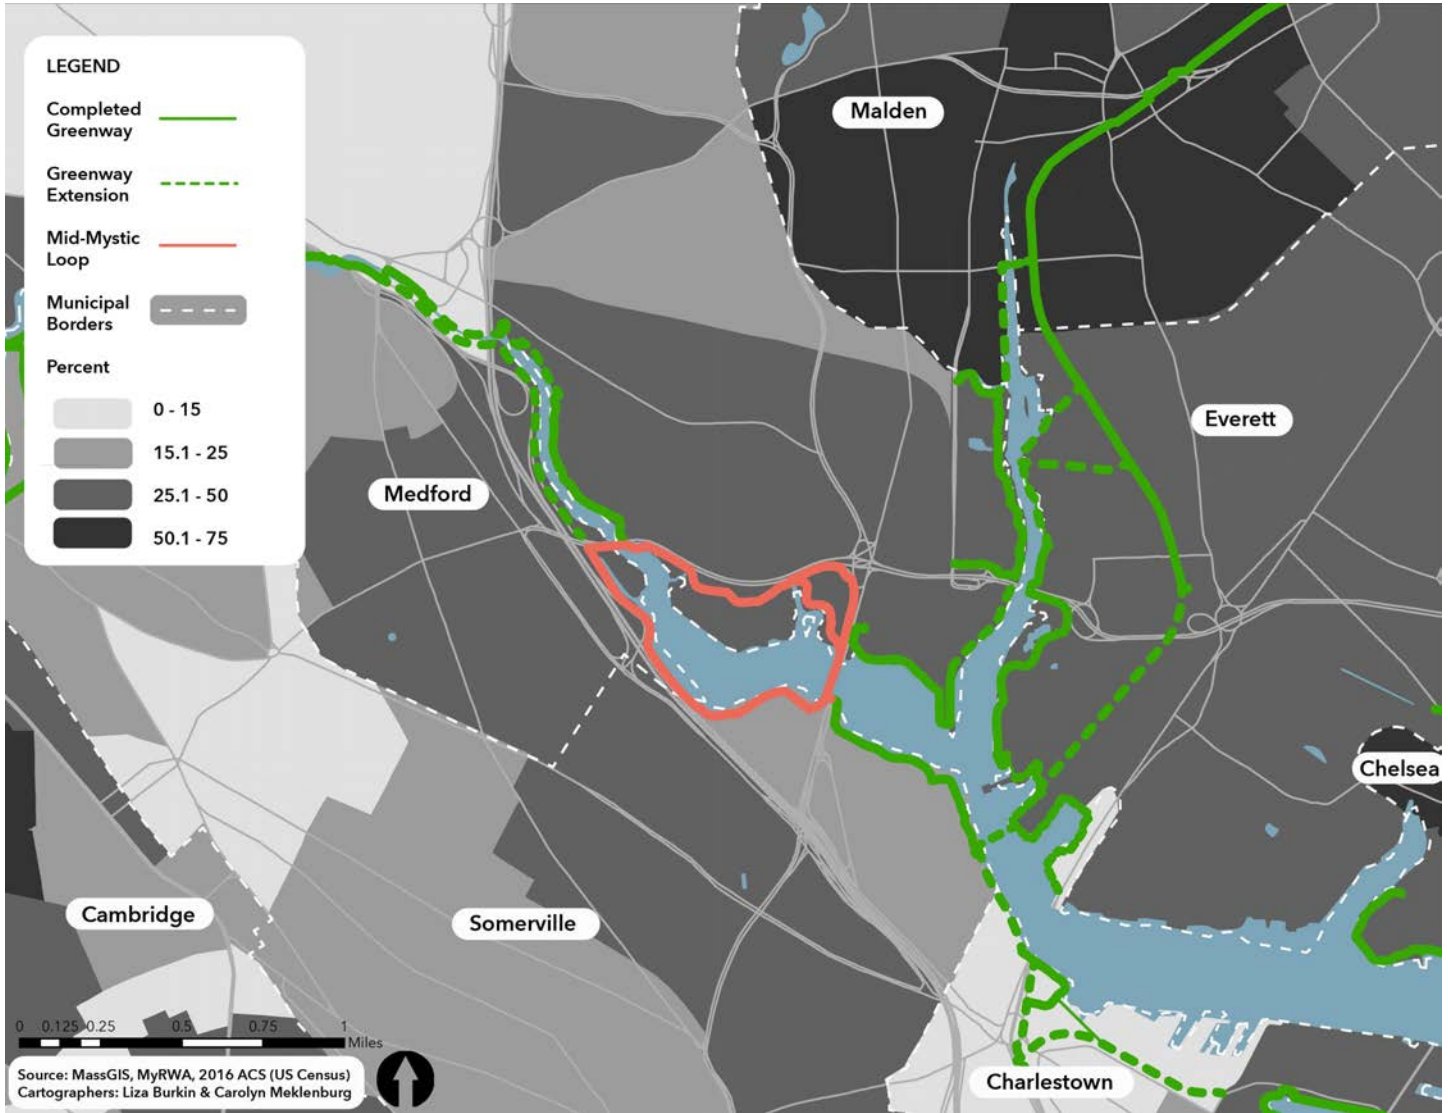 LEGEND
Completed
Greenway
Greenway
Extension
Mid-Mystic
Loop
Municipal
Borders
Percent
0 - 15
15.1 - 25
25.1 - 50
50.1 - 75
Malden
Everett
Medford
Chelsea
Cambridge
Somerville
Charlestown
0 0.125 0.25 0.5 0.75 1
Miles
Source: MassGIS, MyRWA, 2016 ACS (US Census)
Cartographers: Liza Burkin & Carolyn Meklenburg